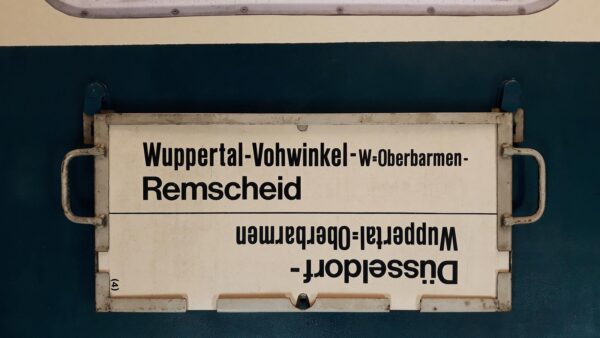 Wuppertal-Vohwinkel-W=Oberbarmen-
Remscheid
Düsseldorf-
Wuppertal=Oberbarmen
(4)